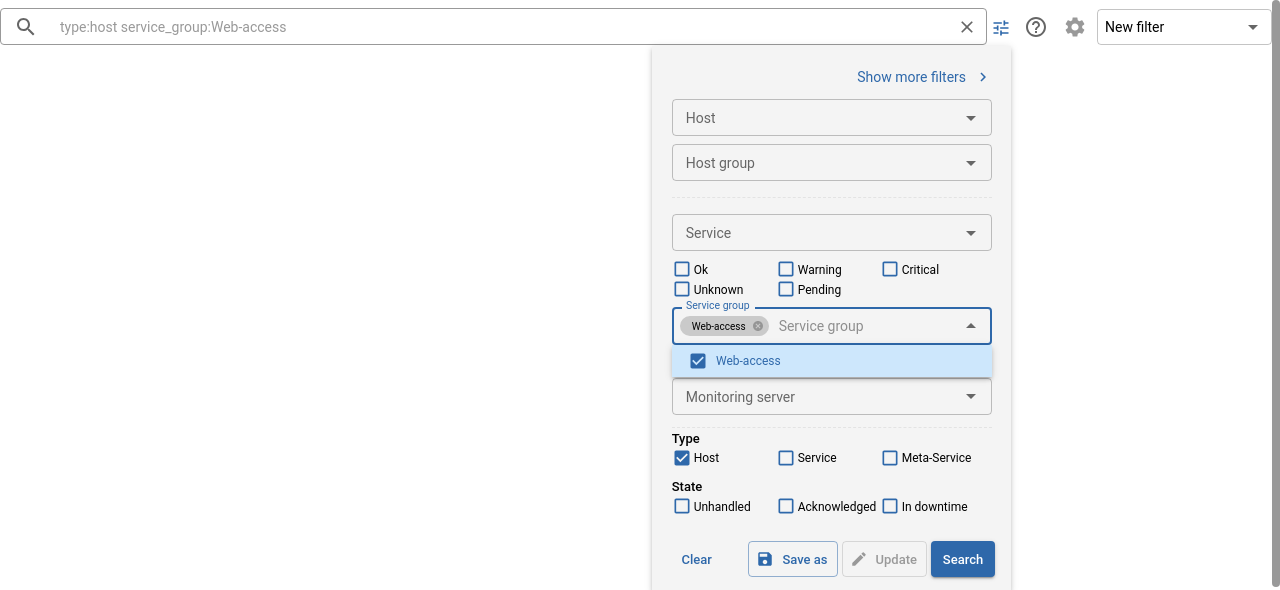 type:host service_group:Web-access
New filter
Show more filters
Host
Host group
Service
Ok Warning Critical
Unknown Pending
Service group
Web-access Service group
Web-access
Monitoring server
Type
Host Service Meta-Service
State
Unhandled Acknowledged In downtime
Clear Save as Update Search